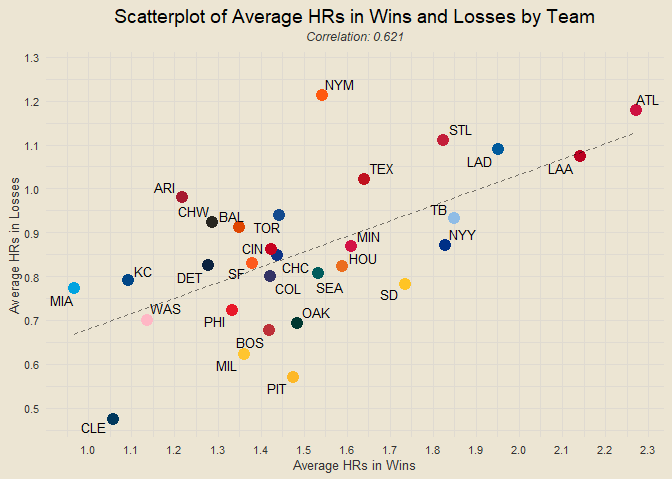 Scatterplot of Average HRs in Wins and Losses by Team
Correlation: 0.621
Average HRs in Losses
1.3
1.2
1.1
1.0
0.9
0.8
0.7
0.6
0.5
NYM
ATL
STL
LAD
LAA
TEX
ARI
CHW
BAL
TOR
TB
NYY
MIN
CIN
HOU
CHC
SF
DET
KC
COL
SEA
SD
MIA
WAS
PHI
OAK
BOS
MIL
PIT
CLE
1.0 1.1 1.2 1.3 1.4 1.5 1.6 1.7 1.8 1.9 2.0 2.1 2.2 2.3
Average HRs in Wins